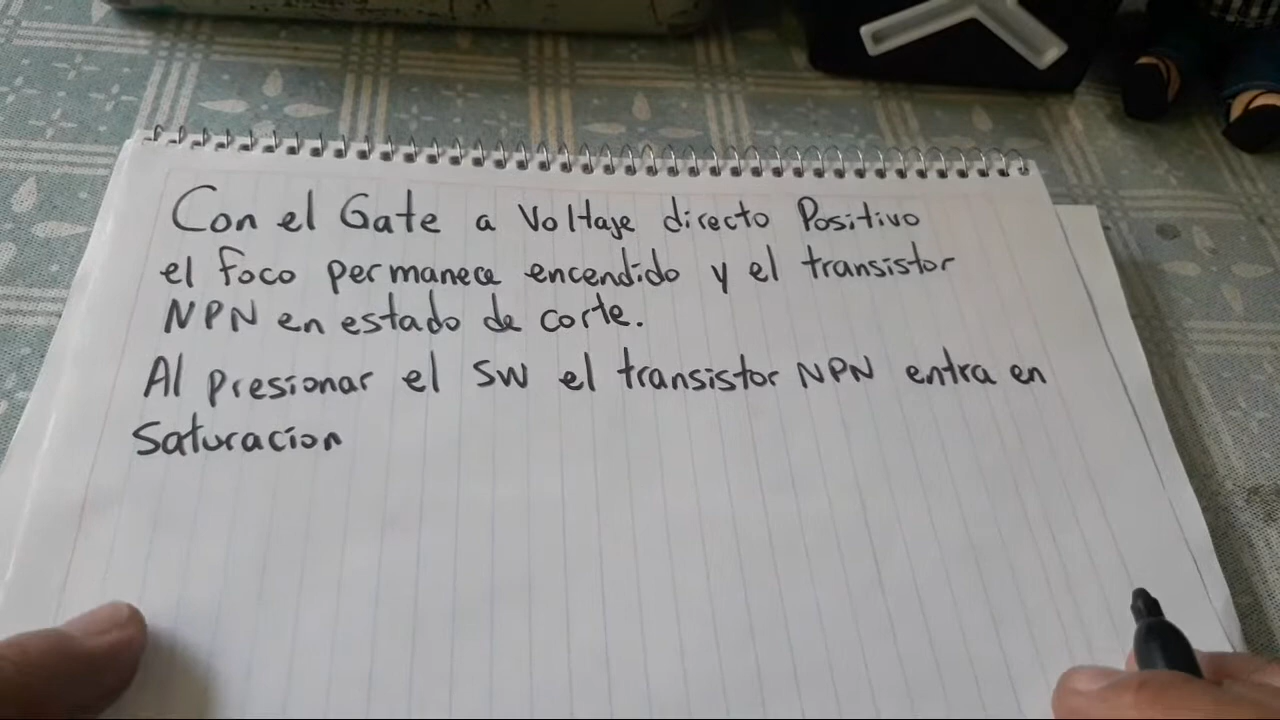 Con el Gate a Voltaje directo Positivo
el foco permanece encendido y el transistor
NPN en estado de corte.
Al presionar el SW el transistor NPN entra en
Saturacion